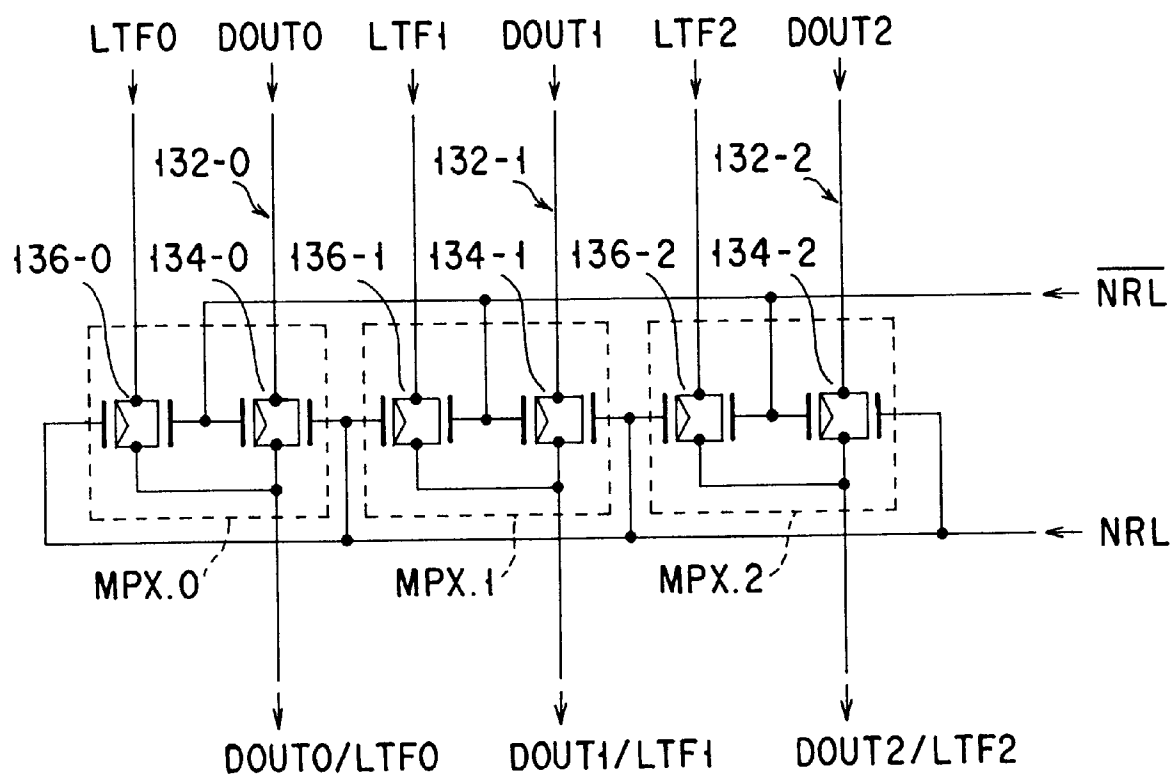 LTF0 DOUT0 LTF1 DOUT1 LTF2 DOUT2
132-0 132-1 132-2
136-0 134-0 136-1 134-1 136-2 134-2
N̅R̅L̅
NRL
MPX.0 MPX.1 MPX.2
DOUT0/LTF0 DOUT1/LTF1 DOUT2/LTF2